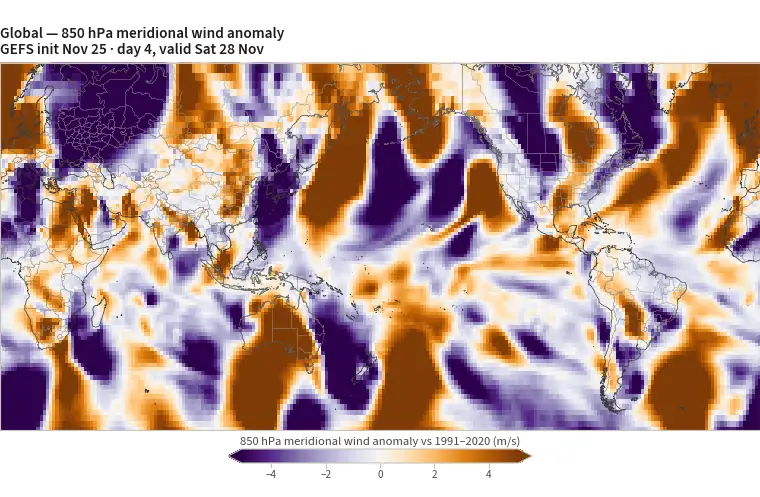 Global — 850 hPa meridional wind anomaly
GEFS init Nov 25 · day 4, valid Sat 28 Nov
850 hPa meridional wind anomaly vs 1991–2020 (m/s)
−4 −2 0 2 4